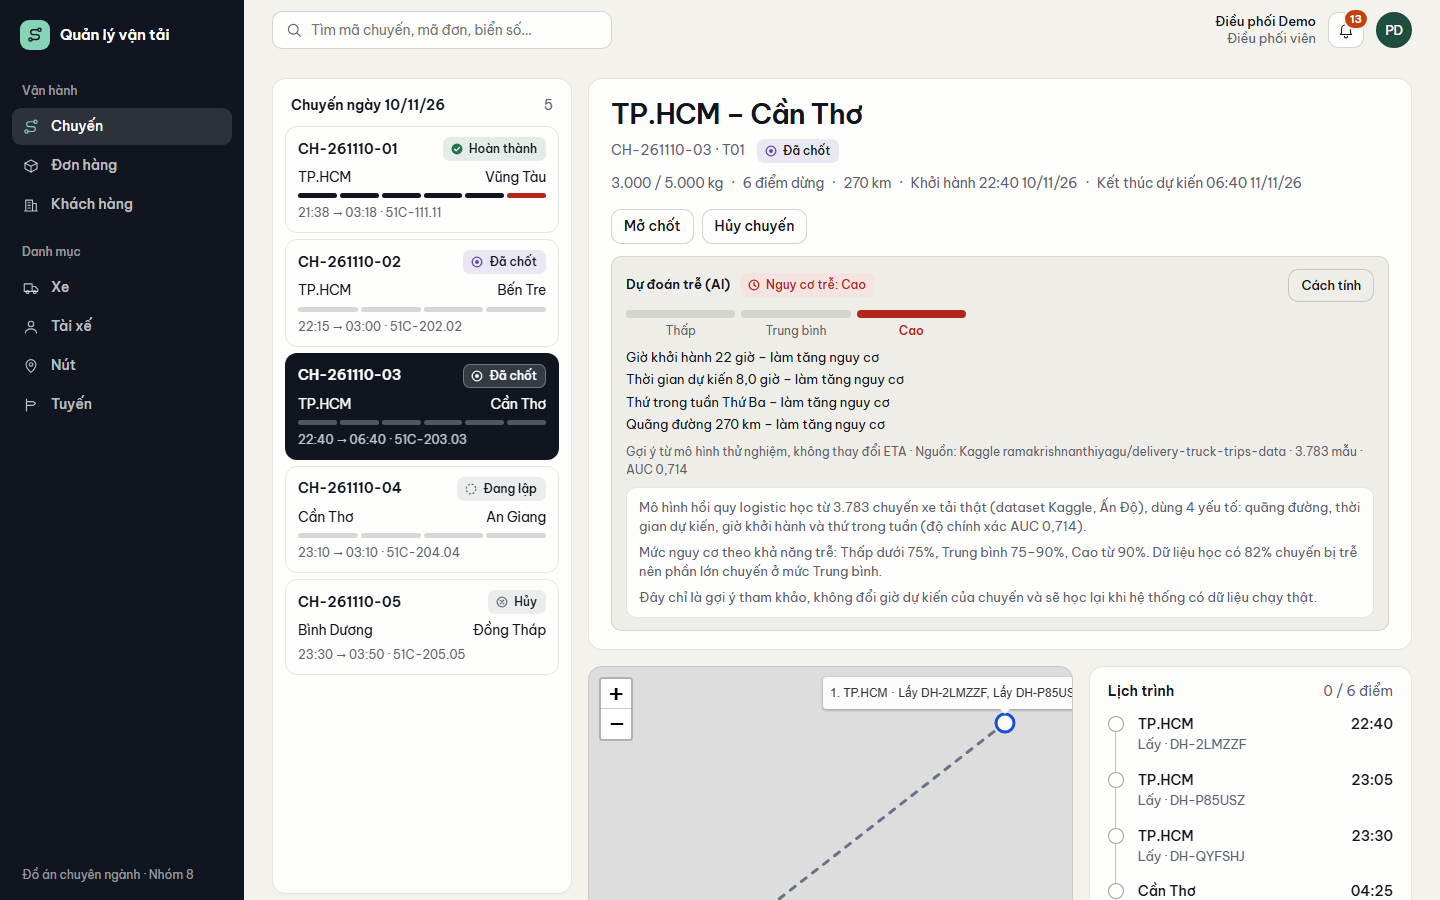 Quản lý vận tải
Vận hành
Chuyến
Đơn hàng
Khách hàng
Danh mục
Xe
Tài xế
Nút
Tuyến
Đồ án chuyên ngành · Nhóm 8
Tìm mã chuyến, mã đơn, biển số...
Điều phối Demo
Điều phối viên
13
PD
Chuyến ngày 10/11/26 5
CH-261110-01 Hoàn thành
TP.HCM Vũng Tàu
21:38 → 03:18 · 51C-111.11
CH-261110-02 Đã chốt
TP.HCM Bến Tre
22:15 → 03:00 · 51C-202.02
CH-261110-03 Đã chốt
TP.HCM Cần Thơ
22:40 → 06:40 · 51C-203.03
CH-261110-04 Đang lập
Cần Thơ An Giang
23:10 → 03:10 · 51C-204.04
CH-261110-05 Hủy
Bình Dương Đồng Tháp
23:30 → 03:50 · 51C-205.05
TP.HCM – Cần Thơ
CH-261110-03 · T01 Đã chốt
3.000 / 5.000 kg · 6 điểm dừng · 270 km · Khởi hành 22:40 10/11/26 · Kết thúc dự kiến 06:40 11/11/26
Mở chốt Hủy chuyến
Dự đoán trễ (AI) Nguy cơ trễ: Cao Cách tính
Thấp Trung bình Cao
Giờ khởi hành 22 giờ – làm tăng nguy cơ
Thời gian dự kiến 8,0 giờ – làm tăng nguy cơ
Thứ trong tuần Thứ Ba – làm tăng nguy cơ
Quãng đường 270 km – làm tăng nguy cơ
Gợi ý từ mô hình thử nghiệm, không thay đổi ETA · Nguồn: Kaggle ramakrishnanthiyagu/delivery-truck-trips-data · 3.783 mẫu ·
AUC 0,714
Mô hình hồi quy logistic học từ 3.783 chuyến xe tải thật (dataset Kaggle, Ấn Độ), dùng 4 yếu tố: quãng đường, thời
gian dự kiến, giờ khởi hành và thứ trong tuần (độ chính xác AUC 0,714).
Mức nguy cơ theo khả năng trễ: Thấp dưới 75%, Trung bình 75–90%, Cao từ 90%. Dữ liệu học có 82% chuyến bị trễ
nên phần lớn chuyến ở mức Trung bình.
Đây chỉ là gợi ý tham khảo, không đổi giờ dự kiến của chuyến và sẽ học lại khi hệ thống có dữ liệu chạy thật.
+
−
1. TP.HCM · Lấy DH-2LMZZF, Lấy DH-P85US
Lịch trình 0 / 6 điểm
TP.HCM 22:40
Lấy · DH-2LMZZF
TP.HCM 23:05
Lấy · DH-P85USZ
TP.HCM 23:30
Lấy · DH-QYFSHJ
Cần Thơ 04:25